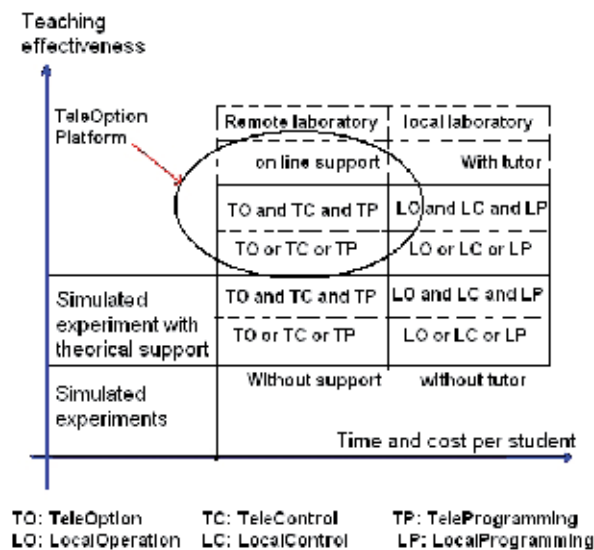 Teaching
effectiveness
TeleOption
Platform
Remote laboratory
local laboratory
on line support
With tutor
TO and TC and TP
LO and LC and LP
TO or TC or TP
LO or LC or LP
Simulated
experiment with
theorical support
TO and TC and TP
LO and LC and LP
TO or TC or TP
LO or LC or LP
Without support
without tutor
Simulated
experiments
Time and cost per student
TO: TeleOption TC: TeleControl TP: TeleProgramming
LO: LocalOperation LC: LocalControl LP: LocalProgramming